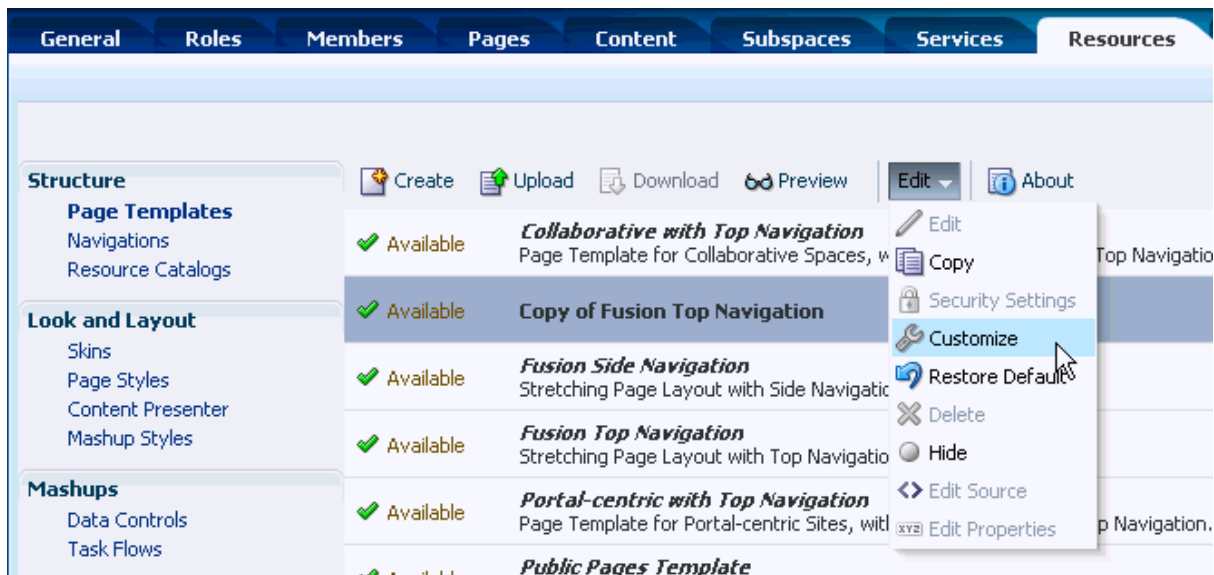 General Roles Members Pages Content Subspaces Services Resources
Structure
Page Templates
Navigations
Resource Catalogs
Look and Layout
Skins
Page Styles
Content Presenter
Mashup Styles
Mashups
Data Controls
Task Flows
Create Upload Download Preview Edit About
Available Collaborative with Top Navigation
Page Template for Collaborative Spaces, Top
Available Copy of Fusion Top Navigation
Available Fusion Side Navigation
Stretching Page Layout with Side
Available Fusion Top Navigation
Stretching Page Layout with Top
Available Portal-centric with Top Navigation
Page Template for Portal-centric Sites, Navigation.
Public Pages Template
Edit
Copy
Security Settings
Customize
Restore Default
Delete
Hide
Edit Source
xyz Edit Properties